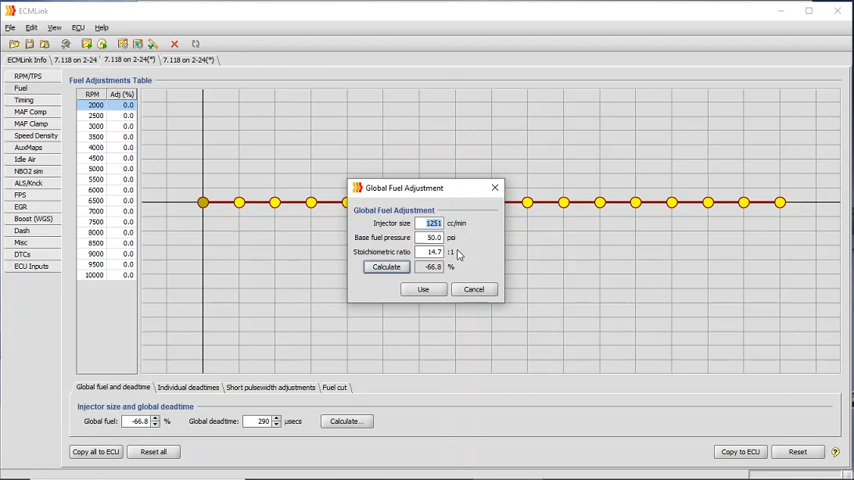 ECMLink
File Edit View ECU Help
ECMLink Info 7.118 on 2-24 7.118 on 2-24(*) 7.118 on 2-24(*)
RPM/TPS
Fuel
Timing
MAF Comp
MAF Clamp
Speed Density
AuxMaps
Idle Air
NBO2 sim
ALS/Knck
FPS
EGR
Boost (WGS)
Dash
Misc
DTCs
ECU Inputs
Fuel Adjustments Table
RPM Adj (%)
2000 0.0
2500 0.0
3000 0.0
3500 0.0
4000 0.0
4500 0.0
5000 0.0
5500 0.0
6000 0.0
6500 0.0
7000 0.0
7500 0.0
8000 0.0
8500 0.0
9000 0.0
9500 0.0
10000 0.0
Global Fuel Adjustment
Global Fuel Adjustment
Injector size 1251 cc/min
Base fuel pressure 50.0 psi
Stoichiometric ratio 14.7 :1
Calculate -66.8 %
Use Cancel
Global fuel and deadtime Individual deadtimes Short pulsewidth adjustments Fuel cut
Injector size and global deadtime
Global fuel: -66.8 % Global deadtime: 290 µsecs Calculate...
Copy all to ECU Reset all Copy to ECU Reset ?